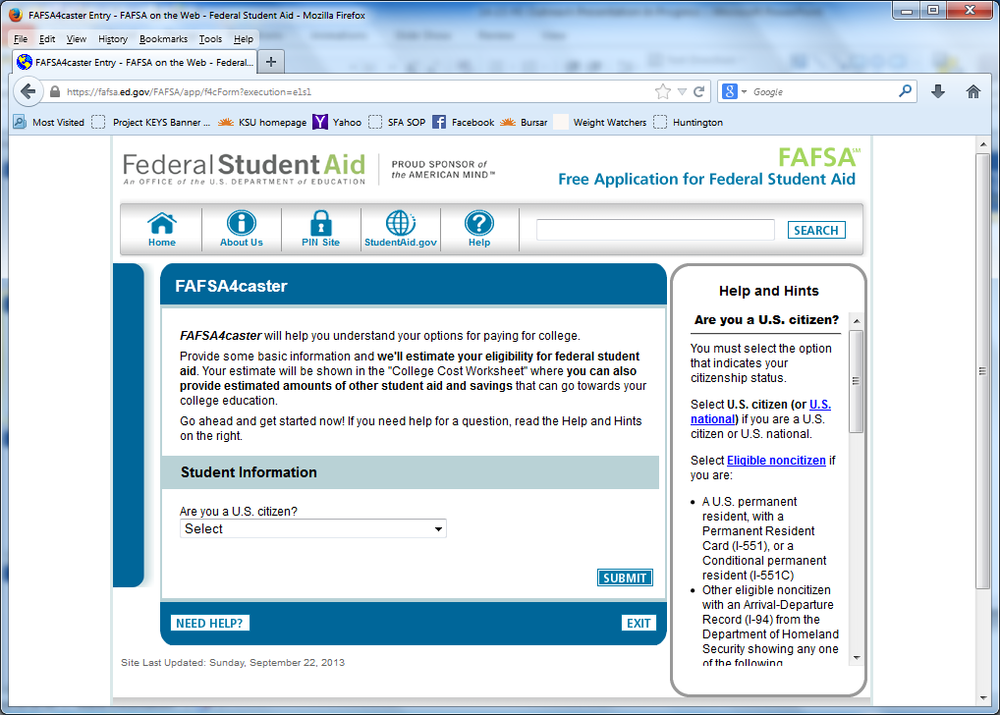 FAFSA4caster Entry - FAFSA on the Web - Federal Student Aid - Mozilla Firefox
File Edit View History Bookmarks Tools Help
FAFSA4caster Entry - FAFSA on the Web - Federal...
https://fafsa.ed.gov/FAFSA/app/f4cForm?execution=e1s1
Google
Most Visited Project KEYS Banner ... KSU homepage Yahoo SFA SOP Facebook Bursar Weight Watchers Huntington
Federal Student Aid
An OFFICE of the U.S. DEPARTMENT of EDUCATION
PROUD SPONSOR of
the AMERICAN MIND™
FAFSA℠
Free Application for Federal Student Aid
Home
About Us
PIN Site
StudentAid.gov
Help
SEARCH
FAFSA4caster
FAFSA4caster will help you understand your options for paying for college.
Provide some basic information and we'll estimate your eligibility for federal student
aid. Your estimate will be shown in the "College Cost Worksheet" where you can also
provide estimated amounts of other student aid and savings that can go towards your
college education.
Go ahead and get started now! If you need help for a question, read the Help and Hints
on the right.
Student Information
Are you a U.S. citizen?
Select
SUBMIT
NEED HELP?
EXIT
Site Last Updated: Sunday, September 22, 2013
Help and Hints
Are you a U.S. citizen?
You must select the option
that indicates your
citizenship status.
Select U.S. citizen (or U.S.
national) if you are a U.S.
citizen or U.S. national.
Select Eligible noncitizen if
you are:
• A U.S. permanent
resident, with a
Permanent Resident
Card (I-551), or a
Conditional permanent
resident (I-551C)
• Other eligible noncitizen
with an Arrival-Departure
Record (I-94) from the
Department of Homeland
Security showing any one
of the following